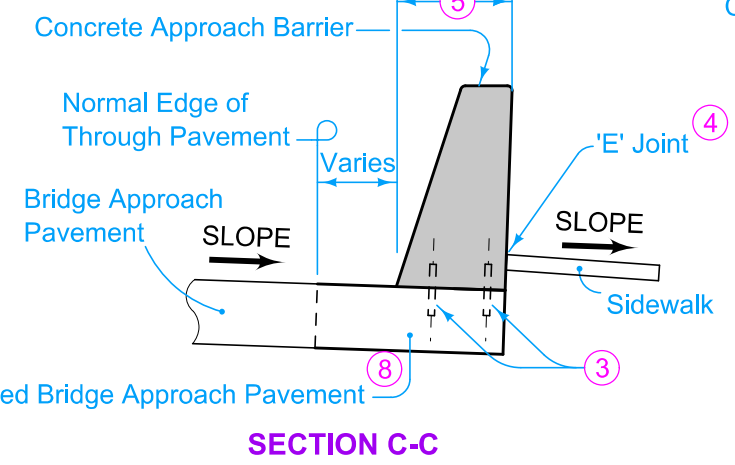 5
C
Concrete Approach Barrier
Normal Edge of
Through Pavement
4
'E' Joint
Varies
Bridge Approach
Pavement
SLOPE
SLOPE
Sidewalk
8
3
ed Bridge Approach Pavement
SECTION C-C